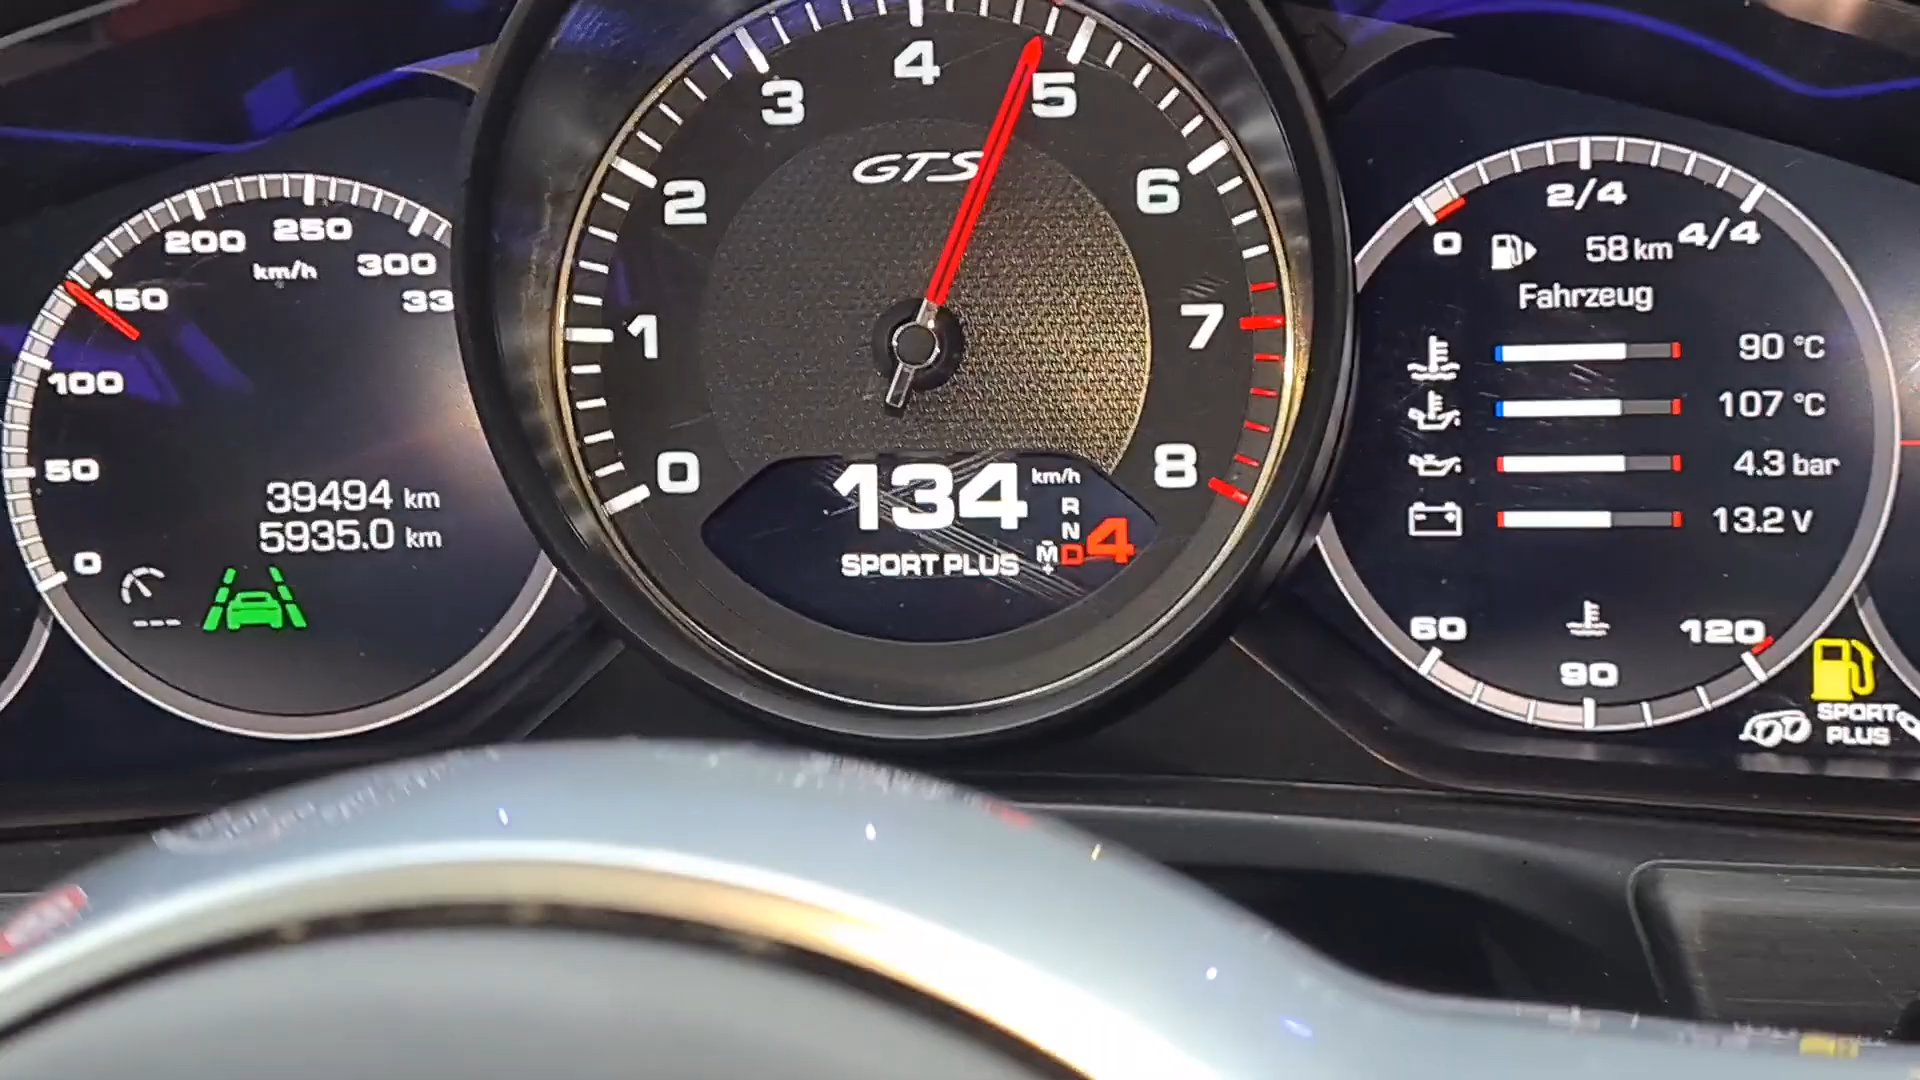 200
250
300
km/h
150
33
100
50
0
39494 km
5935.0 km
---
4
3
5
GTS
2
6
1
7
0
8
134 km/h
R
N
D4
M
+
SPORT PLUS
2/4
0
4/4
58 km
Fahrzeug
90 °C
107 °C
4.3 bar
13.2 V
60
120
90
SPORT
PLUS